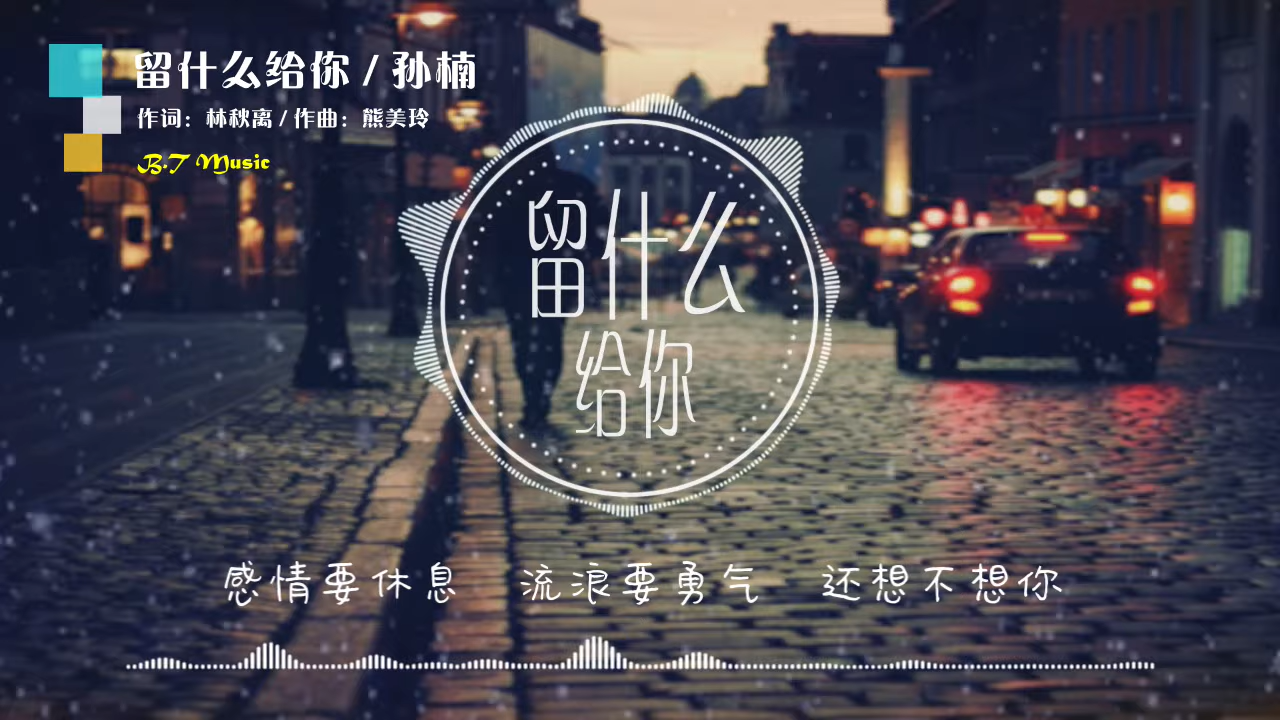 留什么给你 / 孙楠
作词：林秋离 / 作曲：熊美玲
B.T Music
留什么
给你
感情要休息 流浪要勇气 还想不想你